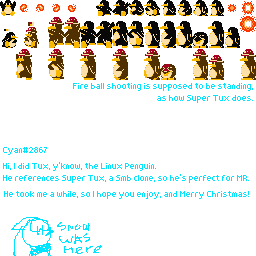 Fire ball shooting is supposed to be standing,
as how Super Tux does.
Cyan#2867
Hi, I did Tux, y'know, the Linux Penguin.
He references Super Tux, a Smb clone, so he's perfect for MR.
He took me a while, so I hope you enjoy, and Merry Christmas!
SNOW
WAS
HERE